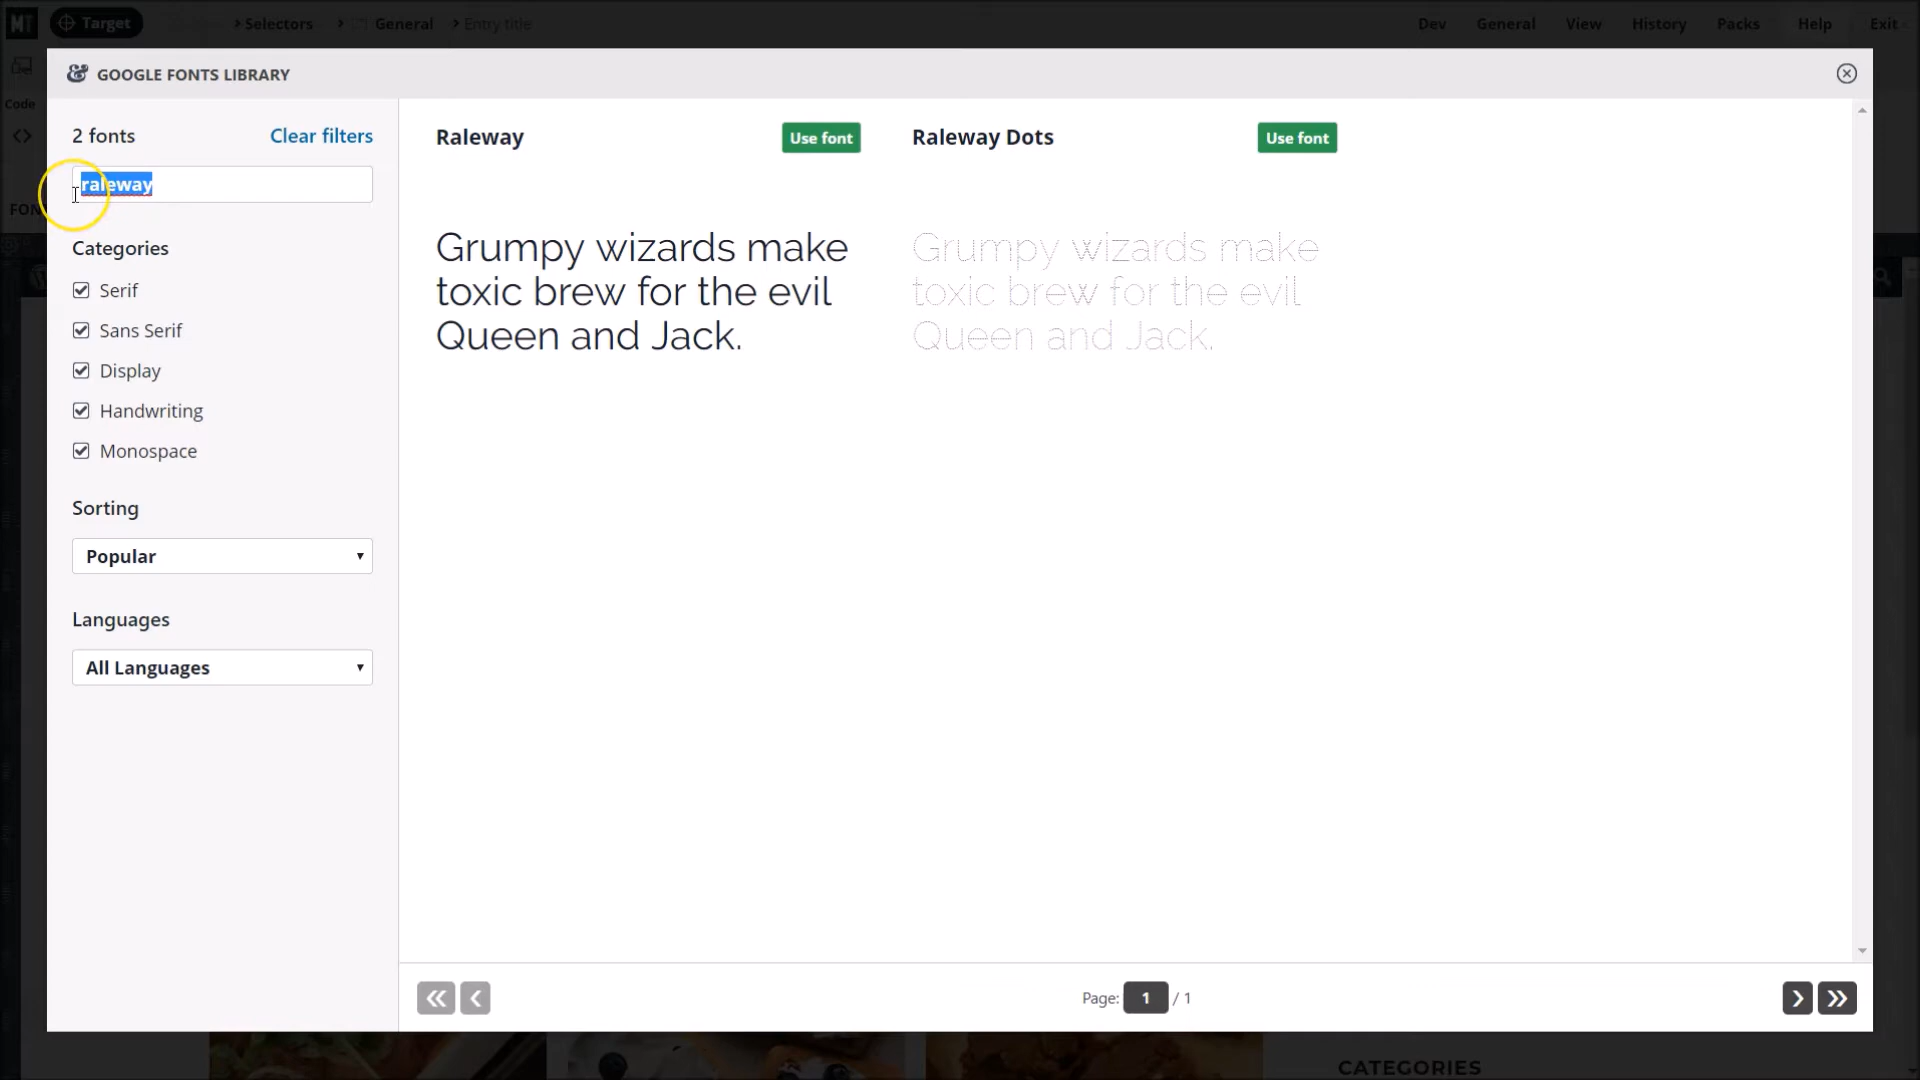 MT Target > Selectors > General > Entry title Dev General View History Packs Help Exit
& GOOGLE FONTS LIBRARY
Code
2 fonts Clear filters
raleway
FON
Categories
Serif
Sans Serif
Display
Handwriting
Monospace
Sorting
Popular
Languages
All Languages
Raleway Use font
Grumpy wizards make
toxic brew for the evil
Queen and Jack.
Raleway Dots Use font
Grumpy wizards make
toxic brew for the evil
Queen and Jack.
Page: 1 / 1
CATEGORIES